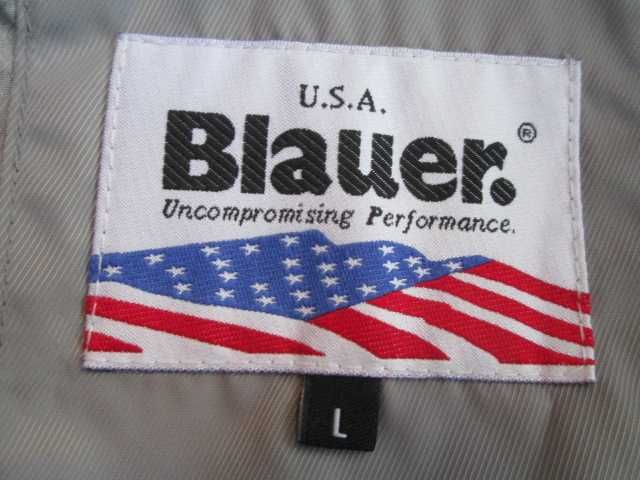 U.S.A.
Blauer.®
Uncompromising Performance.
L